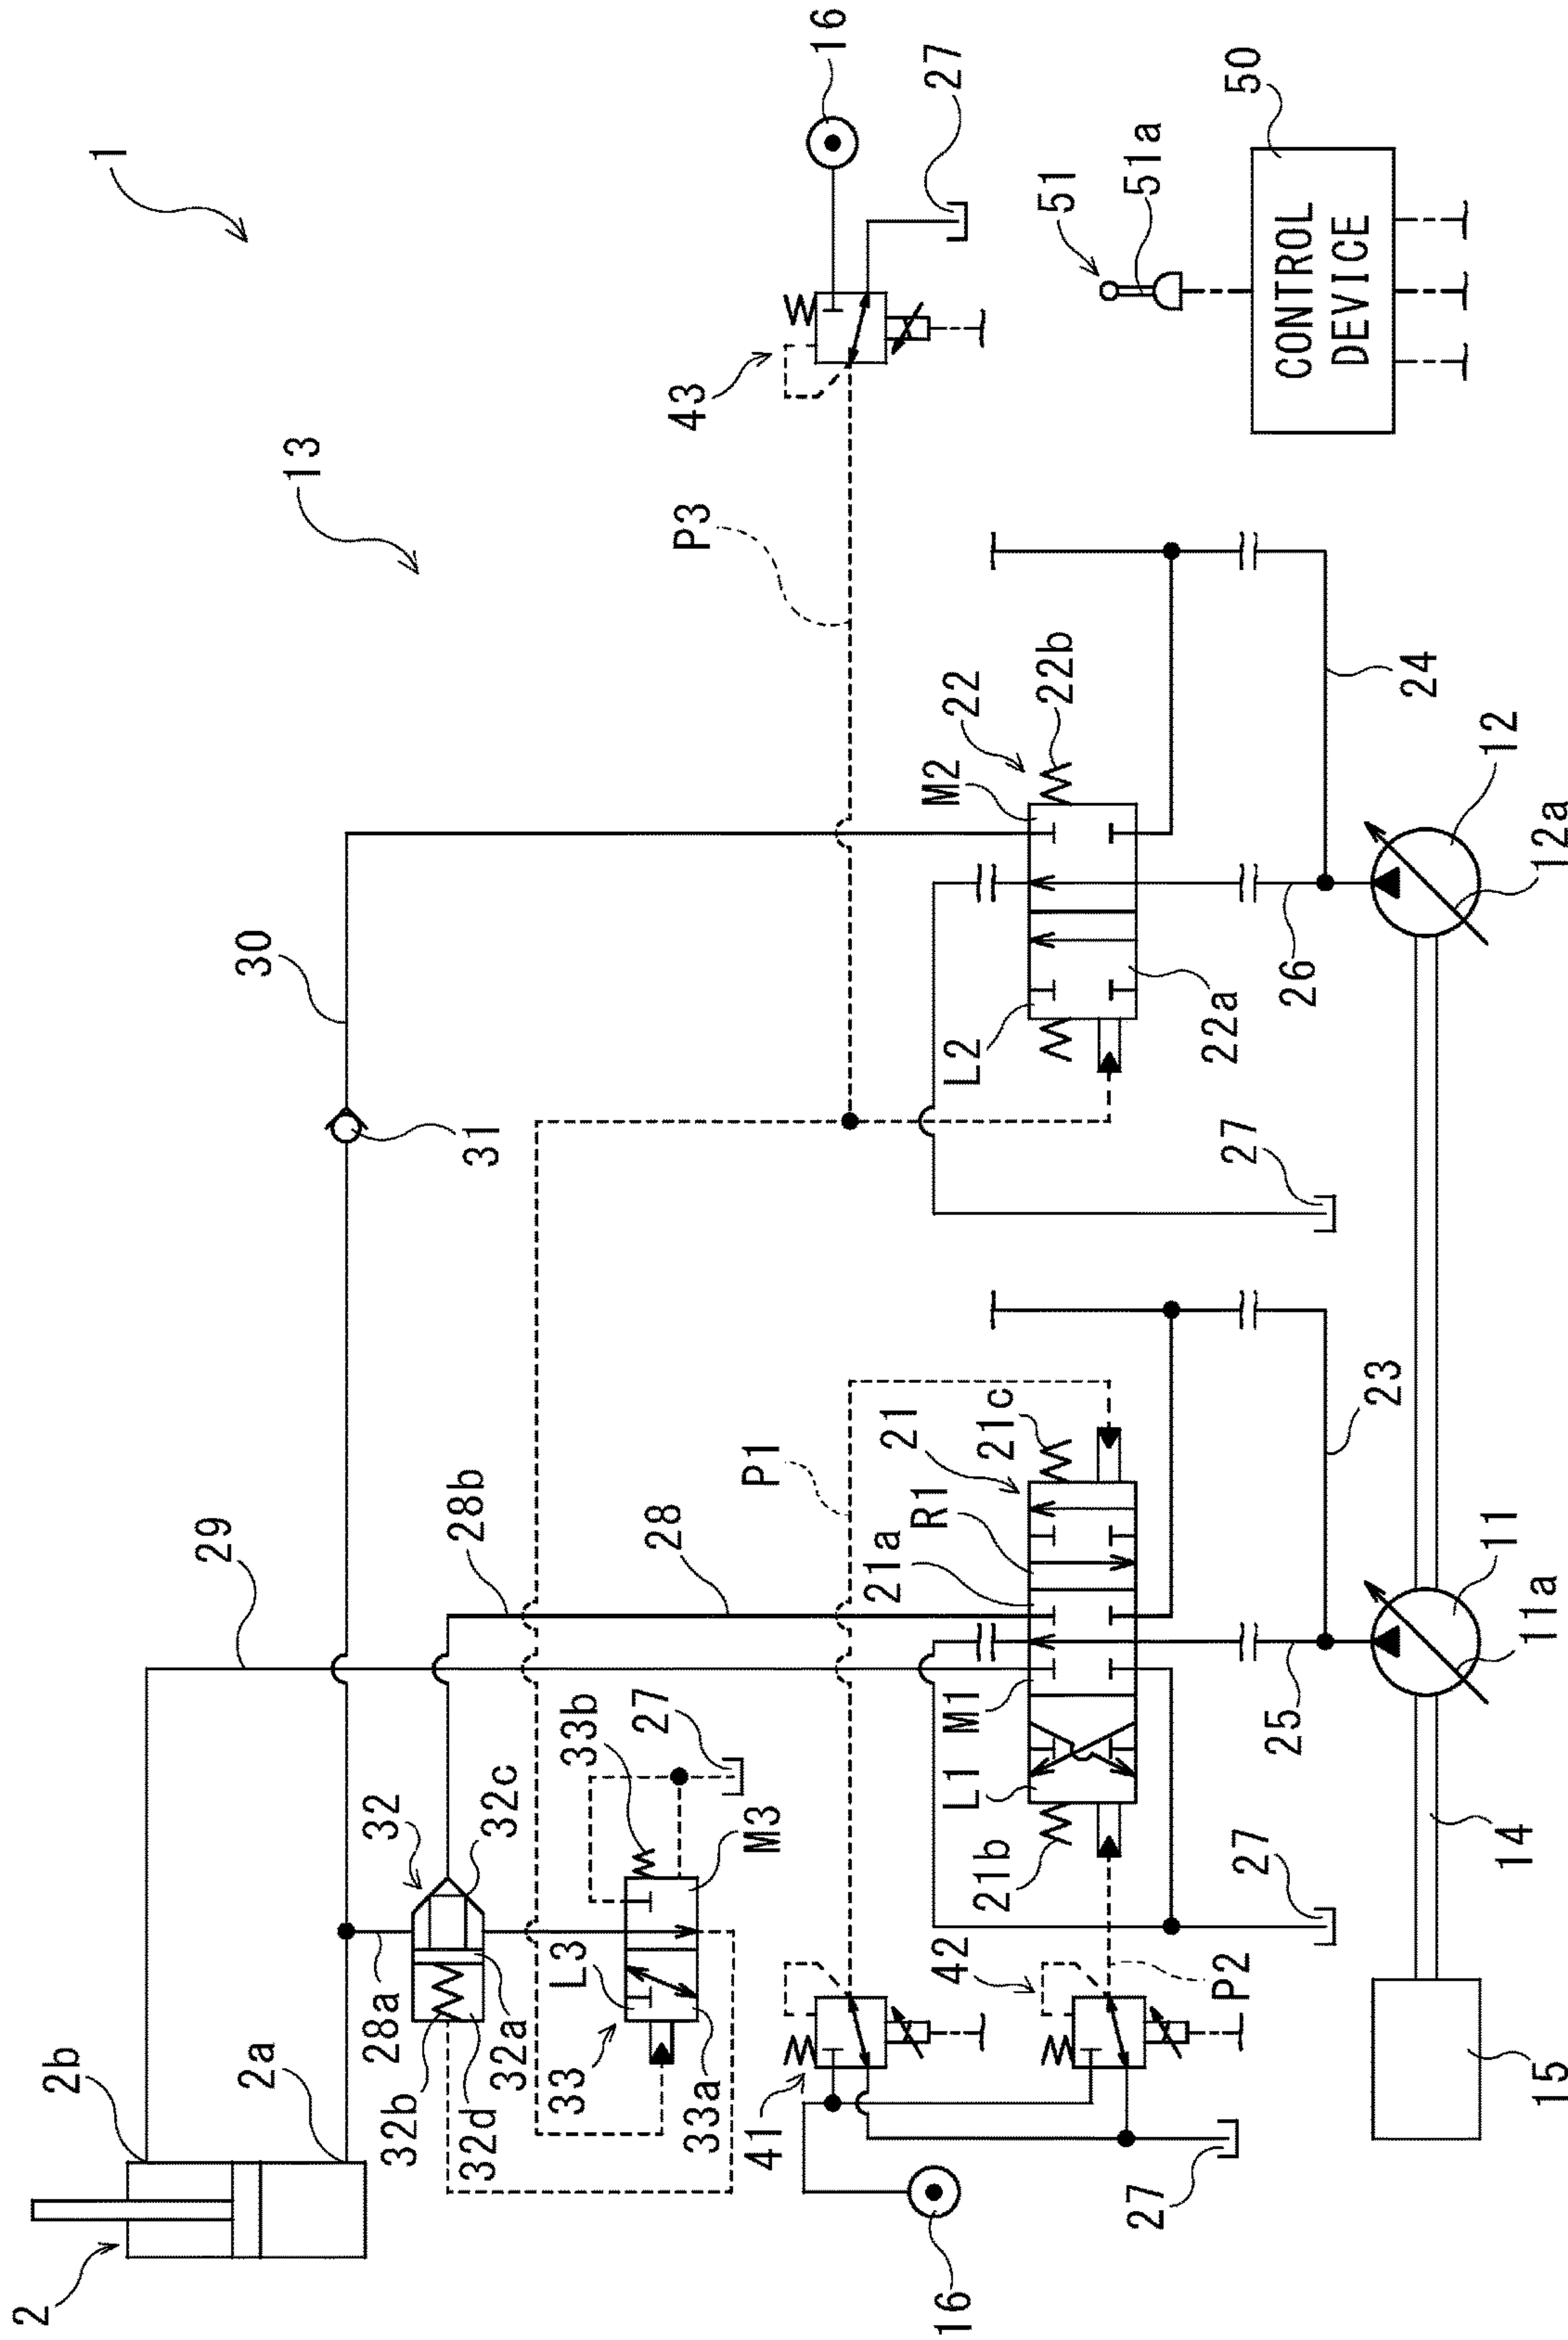 1
13
16
27
43
P3
51
51a
50
CONTROL
DEVICE
30
31
M2
22
22b
L2
22a
26
24
12
12a
27
29
28b
28
P1
21
21c
R1
21a
M1
L1
21b
23
25
11
11a
14
27
15
2
2b
2a
28a
32
32c
32a
32b
32d
33
33a
33b
L3
M3
27
41
42
P2
27
16